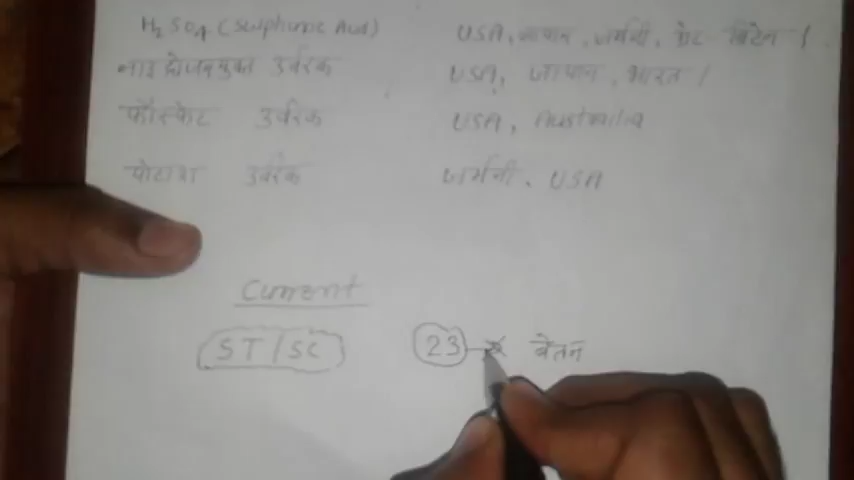 H₂SO₄ (Sulphuric Acid) USA, जापान, जर्मनी, ग्रेट ब्रिटेन ।
नाइट्रोजनयुक्त उर्वरक USA, जापान, भारत ।
फॉस्फेट उर्वरक USA, Australia
पोटाश उर्वरक जर्मनी, USA
Current
ST/SC 23 वेतन